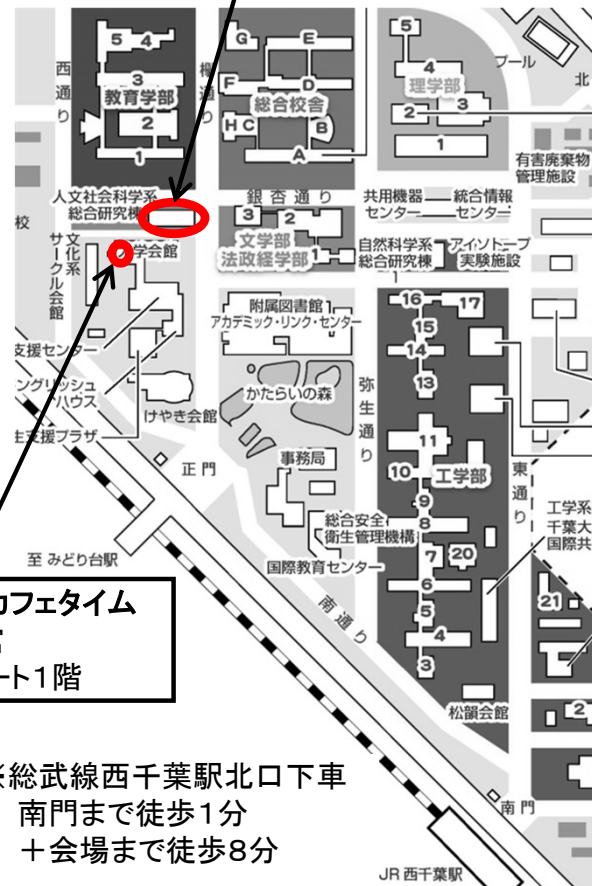 5
4
3
教育学部
2
1
西通り
欅通り
G
E
F
D
総合校舎
H
C
B
A
5
4
理学部
2
3
1
プール
北
有害廃棄物
管理施設
人文社会科学系
総合研究棟
銀杏通り
共用機器
センター
統合情報
センター
校
文化系
サークル会館
学会館
3
2
文学部
法政経学部
1
自然科学系
総合研究棟
アイソトープ
実験施設
附属図書館
アカデミック・リンク・センター
支援センター
ングリッシュ
ハウス
生支援プラザ
けやき会館
かたらいの森
弥生通り
16
17
15
14
13
11
10
工学部
9
8
7
20
6
5
4
3
正門
事務局
総合安全
衛生管理機構
国際教育センター
東通り
工学系
千葉大
国際共
至 みどり台駅
南通り
21
2
松韻会館
カフェタイム
ート1階
※総武線西千葉駅北口下車
南門まで徒歩1分
+会場まで徒歩8分
南門
JR 西千葉駅